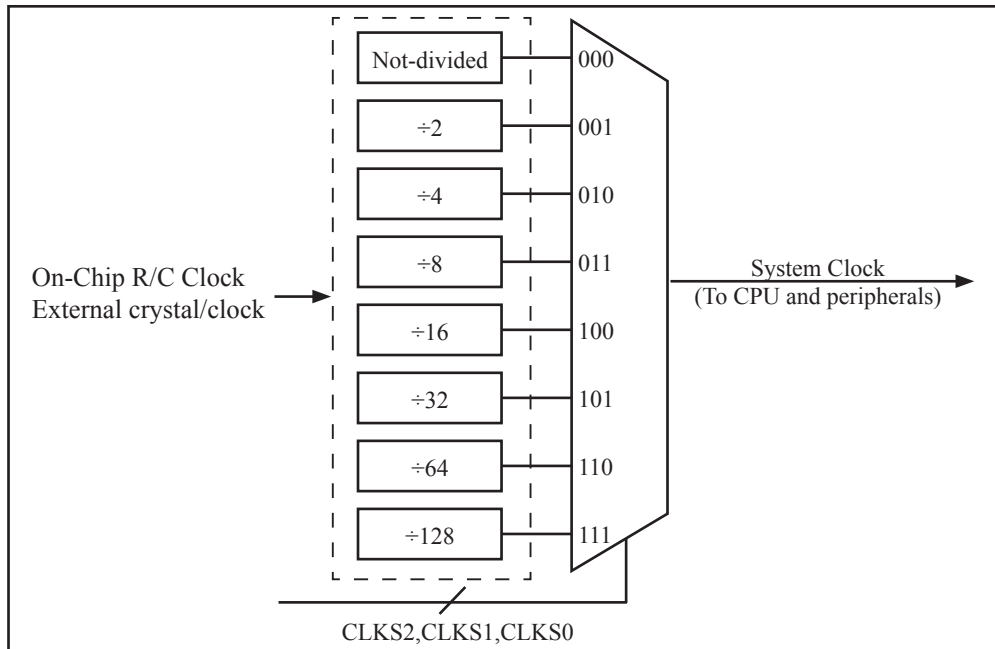 Not-divided
000
÷2
001
÷4
010
÷8
011
÷16
100
÷32
101
÷64
110
÷128
111
On-Chip R/C Clock
External crystal/clock
System Clock
(To CPU and peripherals)
CLKS2,CLKS1,CLKS0